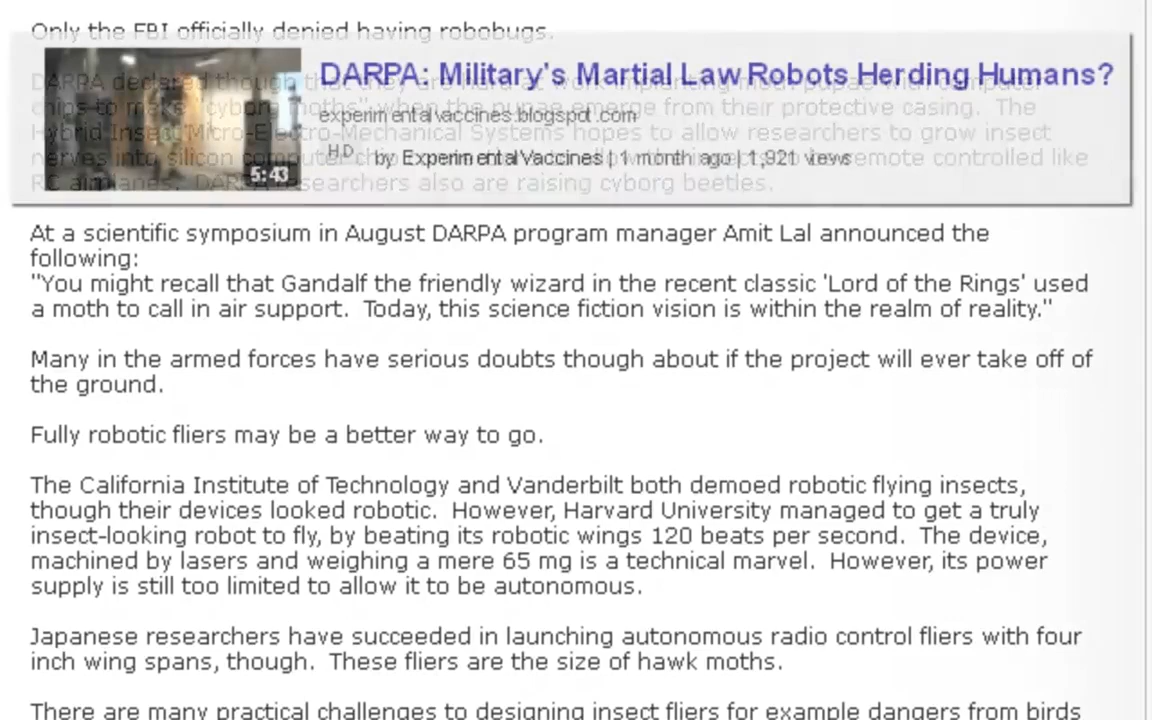 Only the FBI officially denied having robobugs.
DARPA: Military's Martial Law Robots Herding Humans?
experimentalvaccines.blogspot.com
HD by ExperimentalVaccines | 1 month ago | 1,921 views
5:43
DARPA declared though that they are hard at work implanting moth pupae with computer
chips to make "cyborg moths" when the pupae emerge from their protective casing. The
Hybrid Insect Micro-Electro-Mechanical Systems hopes to allow researchers to grow insect
nerves into silicon computer chips remote controlled like
RC airplanes. DARPA researchers also are raising cyborg beetles.
At a scientific symposium in August DARPA program manager Amit Lal announced the
following:
"You might recall that Gandalf the friendly wizard in the recent classic 'Lord of the Rings' used
a moth to call in air support. Today, this science fiction vision is within the realm of reality."
Many in the armed forces have serious doubts though about if the project will ever take off of
the ground.
Fully robotic fliers may be a better way to go.
The California Institute of Technology and Vanderbilt both demoed robotic flying insects,
though their devices looked robotic. However, Harvard University managed to get a truly
insect-looking robot to fly, by beating its robotic wings 120 beats per second. The device,
machined by lasers and weighing a mere 65 mg is a technical marvel. However, its power
supply is still too limited to allow it to be autonomous.
Japanese researchers have succeeded in launching autonomous radio control fliers with four
inch wing spans, though. These fliers are the size of hawk moths.
There are many practical challenges to designing insect fliers for example dangers from birds